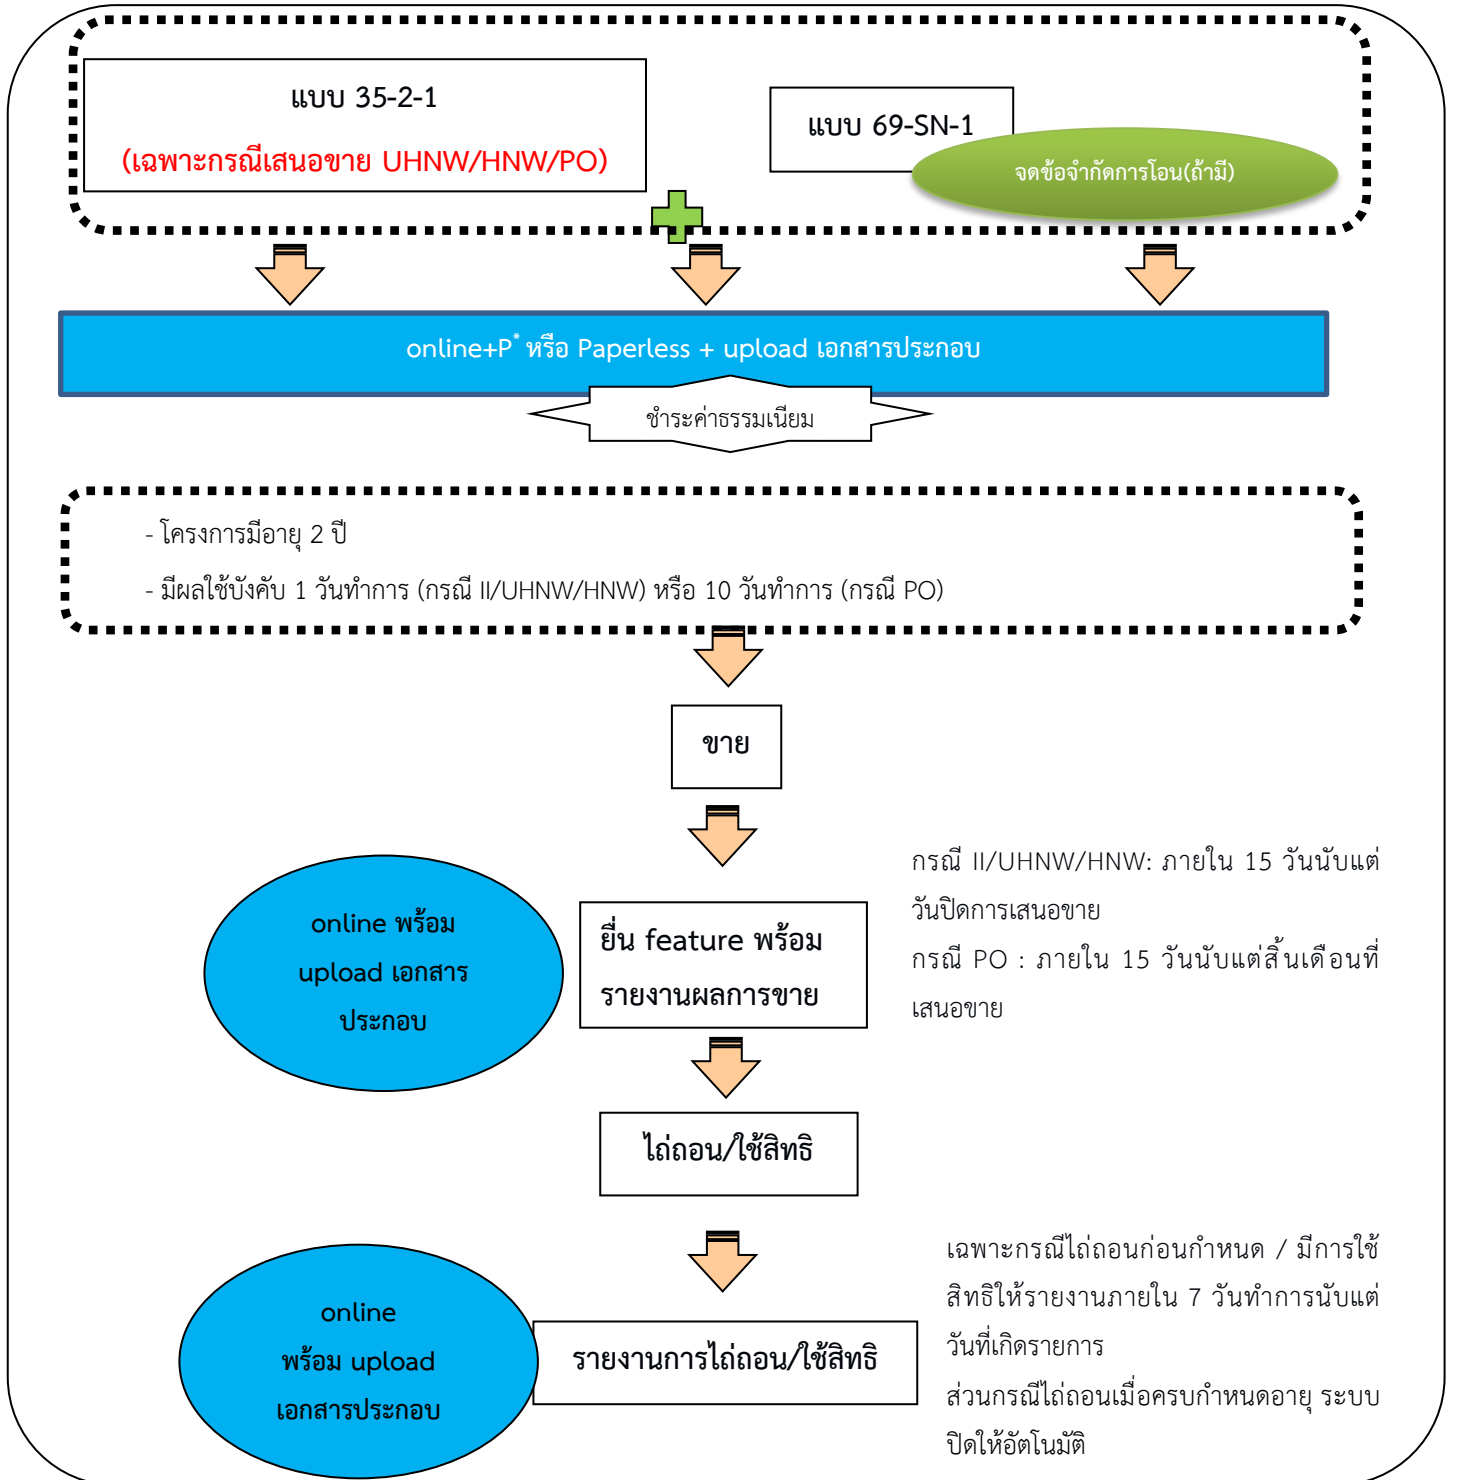 แบบ 35-2-1
(เฉพาะกรณีเสนอขาย UHNW/HNW/PO)
แบบ 69-SN-1
จดข้อจำกัดการโอน(ถ้ามี)
online+P* หรือ Paperless + upload เอกสารประกอบ
ชำระค่าธรรมเนียม
- โครงการมีอายุ 2 ปี
- มีผลใช้บังคับ 1 วันทำการ (กรณี II/UHNW/HNW) หรือ 10 วันทำการ (กรณี PO)
ขาย
online พร้อม
upload เอกสาร
ประกอบ
ยื่น feature พร้อม
รายงานผลการขาย
กรณี II/UHNW/HNW: ภายใน 15 วันนับแต่
วันปิดการเสนอขาย
กรณี PO : ภายใน 15 วันนับแต่สิ้นเดือนที่
เสนอขาย
ไถ่ถอน/ใช้สิทธิ
online
พร้อม upload
เอกสารประกอบ
รายงานการไถ่ถอน/ใช้สิทธิ
เฉพาะกรณีไถ่ถอนก่อนกำหนด / มีการใช้
สิทธิให้รายงานภายใน 7 วันทำการนับแต่
วันที่เกิดรายการ
ส่วนกรณีไถ่ถอนเมื่อครบกำหนดอายุ ระบบ
ปิดให้อัตโนมัติ